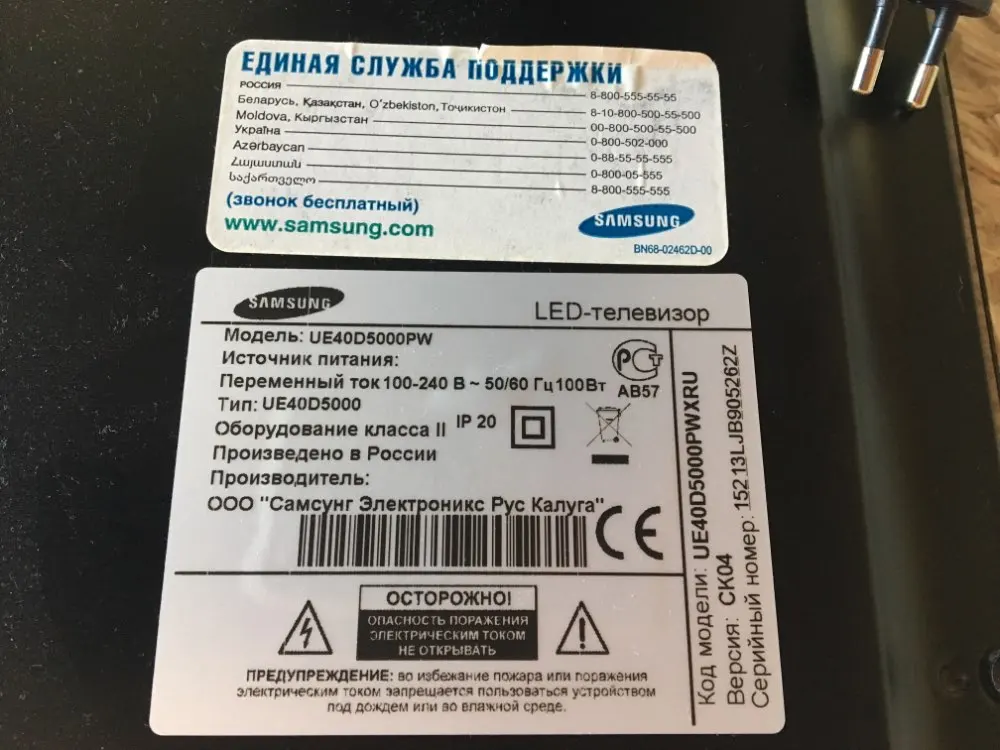 ЕДИНАЯ СЛУЖБА ПОДДЕРЖКИ
РОССИЯ 8-800-555-55-55
Беларусь, Қазақстан, O'zbekiston, Тоҷикистон 8-10-800-500-55-500
Moldova, Кыргызстан 00-800-500-55-500
Україна 0-800-502-000
Azərbaycan 0-88-55-55-555
Հայաստան 0-800-05-555
საქართველო 8-800-555-555
(звонок бесплатный)
www.samsung.com
SAMSUNG
BN68-02462D-00
SAMSUNG
LED-телевизор
Модель: UE40D5000PW
Источник питания:
Переменный ток 100-240 В ~ 50/60 Гц 100Вт
Тип: UE40D5000
Оборудование класса II IP 20
Произведено в России
Производитель:
ООО "Самсунг Электроникс Рус Калуга"
РСТ
АВ57
CE
ОСТОРОЖНО!
ОПАСНОСТЬ ПОРАЖЕНИЯ
ЭЛЕКТРИЧЕСКИМ ТОКОМ
НЕ ОТКРЫВАТЬ
ПРЕДУПРЕЖДЕНИЕ: во избежание пожара или поражения
электрическим током запрещается пользоваться устройством
под дождем или во влажной среде.
Код модели: UE40D5000PWXRU
Версия: CK04
Серийный номер: 15213LJB905262Z